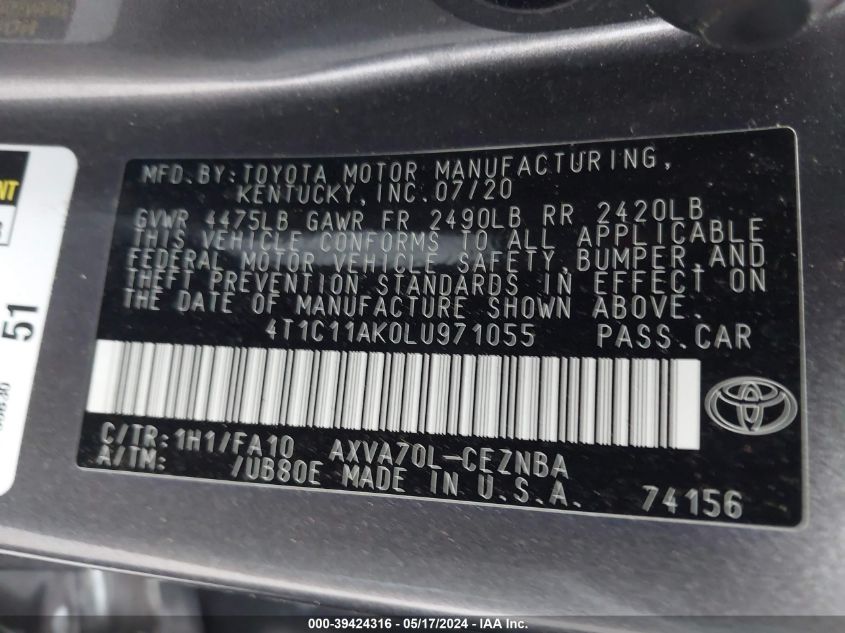 MFD. BY: TOYOTA MOTOR MANUFACTURING,
KENTUCKY, INC. 07/20
GVWR 4475LB GAWR FR 2490LB RR 2420LB
THIS VEHICLE CONFORMS TO ALL APPLICABLE
FEDERAL MOTOR VEHICLE SAFETY, BUMPER, AND
THEFT PREVENTION STANDARDS IN EFFECT ON
THE DATE OF MANUFACTURE SHOWN ABOVE.
4T1C11AK0LU971055 PASS.CAR
C/TR: 1H1/FA10 AXVA70L-CEZNBA
A/TM: /UB80E MADE IN U.S.A. 74156
51
000-39424316 - 05/17/2024 - IAAI.COM